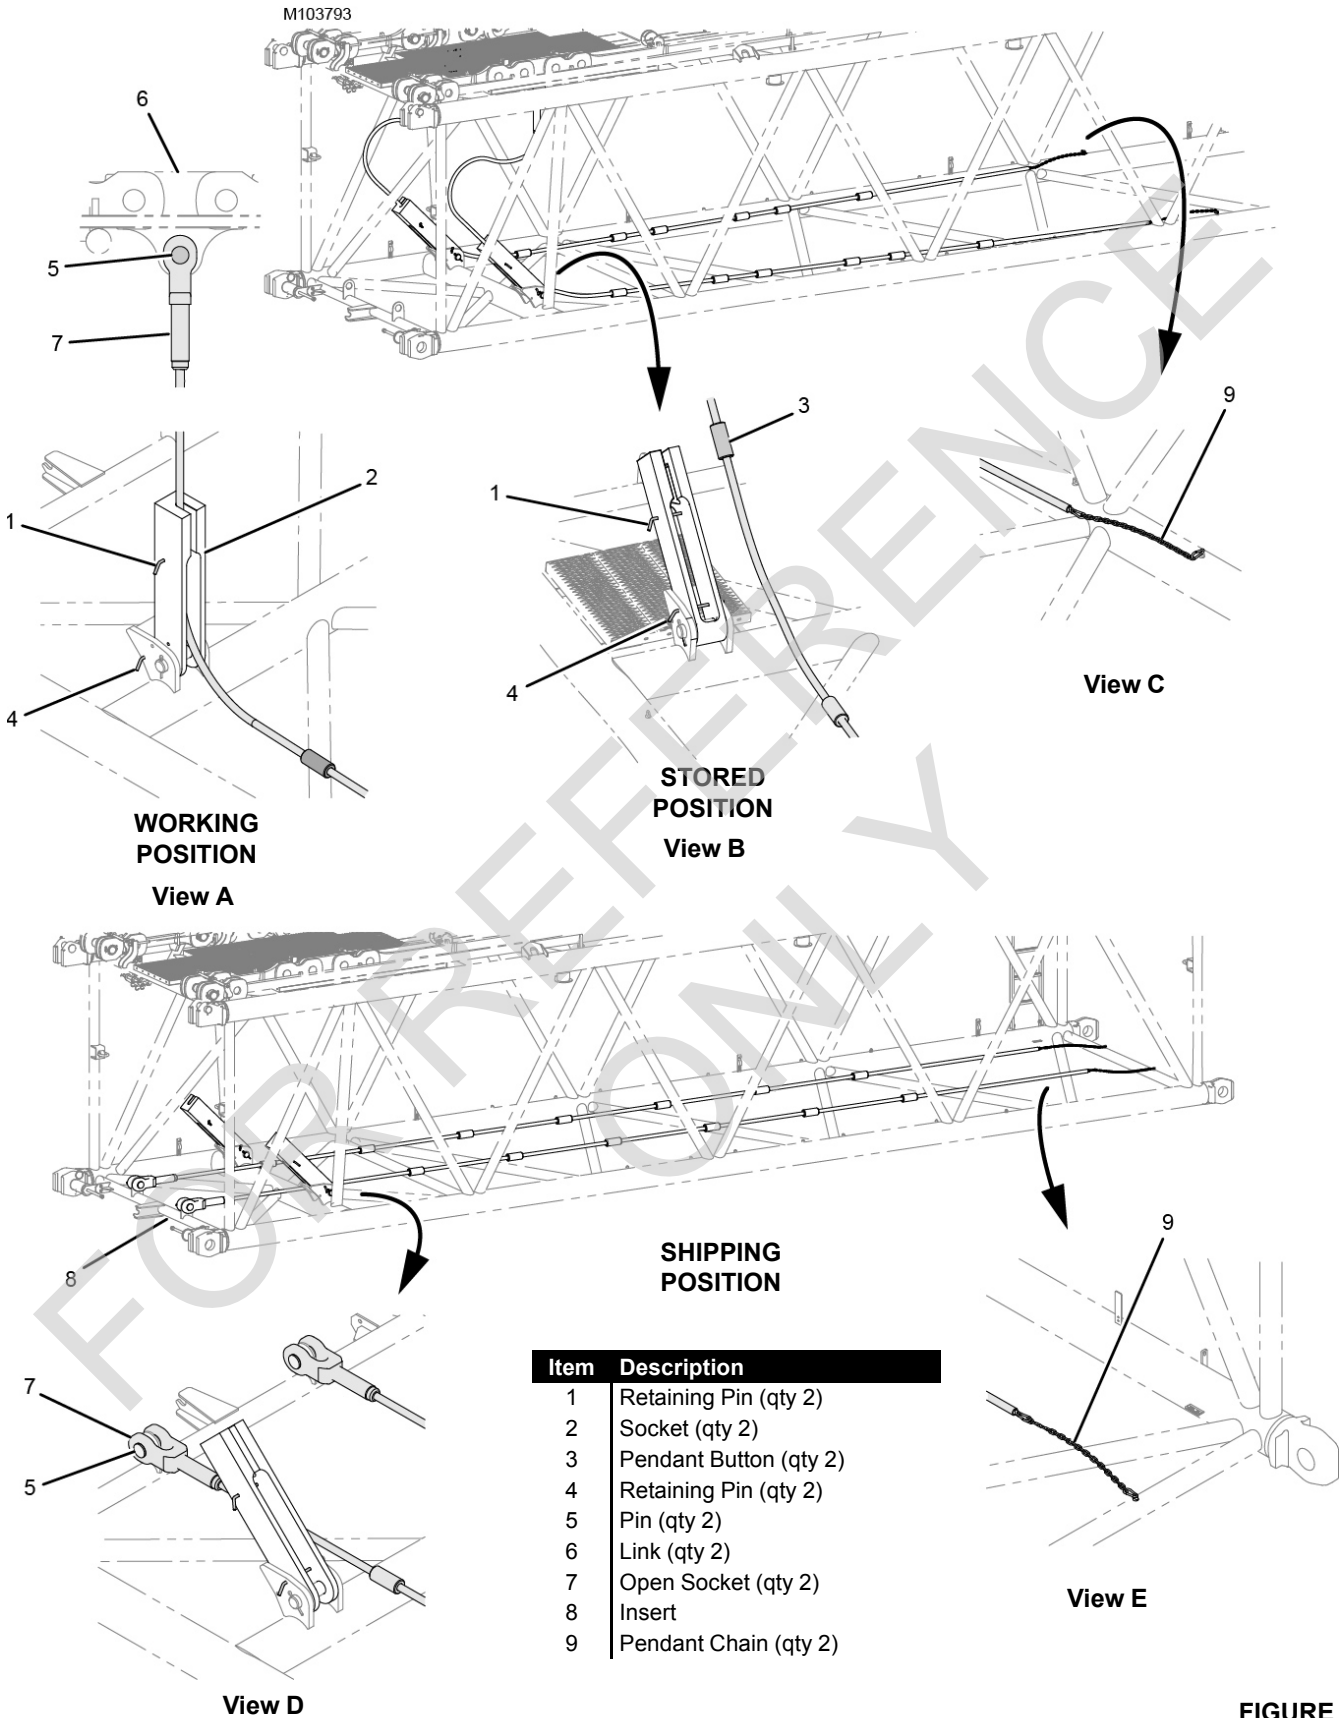 M103793
6
5
7
1
2
4
WORKING
POSITION
View A
1
3
4
STORED
POSITION
View B
9
View C
8
SHIPPING
POSITION
7
5
View D
Item Description
1 Retaining Pin (qty 2)
2 Socket (qty 2)
3 Pendant Button (qty 2)
4 Retaining Pin (qty 2)
5 Pin (qty 2)
6 Link (qty 2)
7 Open Socket (qty 2)
8 Insert
9 Pendant Chain (qty 2)
9
View E
FIGURE
FOR REFERENCE
ONLY